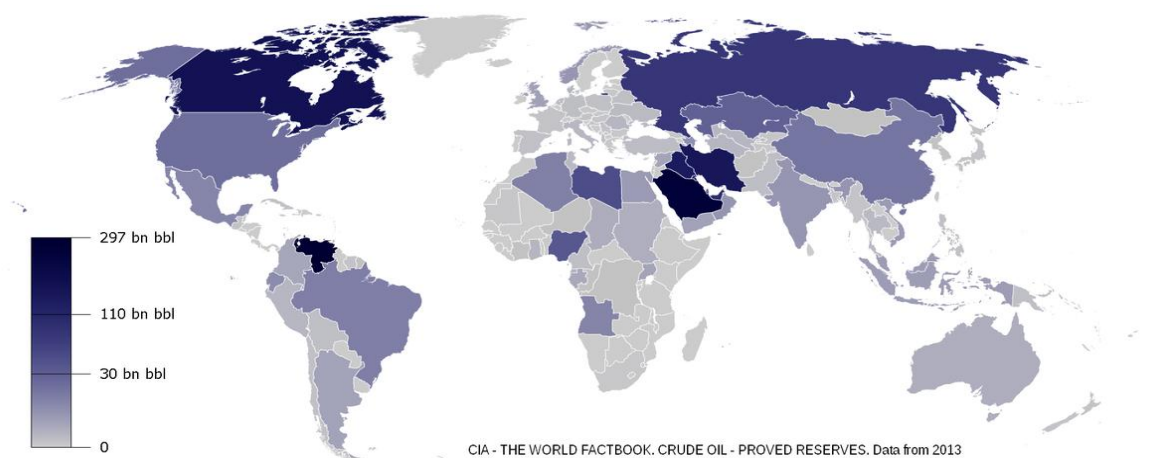 297 bn bbl
110 bn bbl
30 bn bbl
0
CIA - THE WORLD FACTBOOK. CRUDE OIL - PROVED RESERVES. Data from 2013